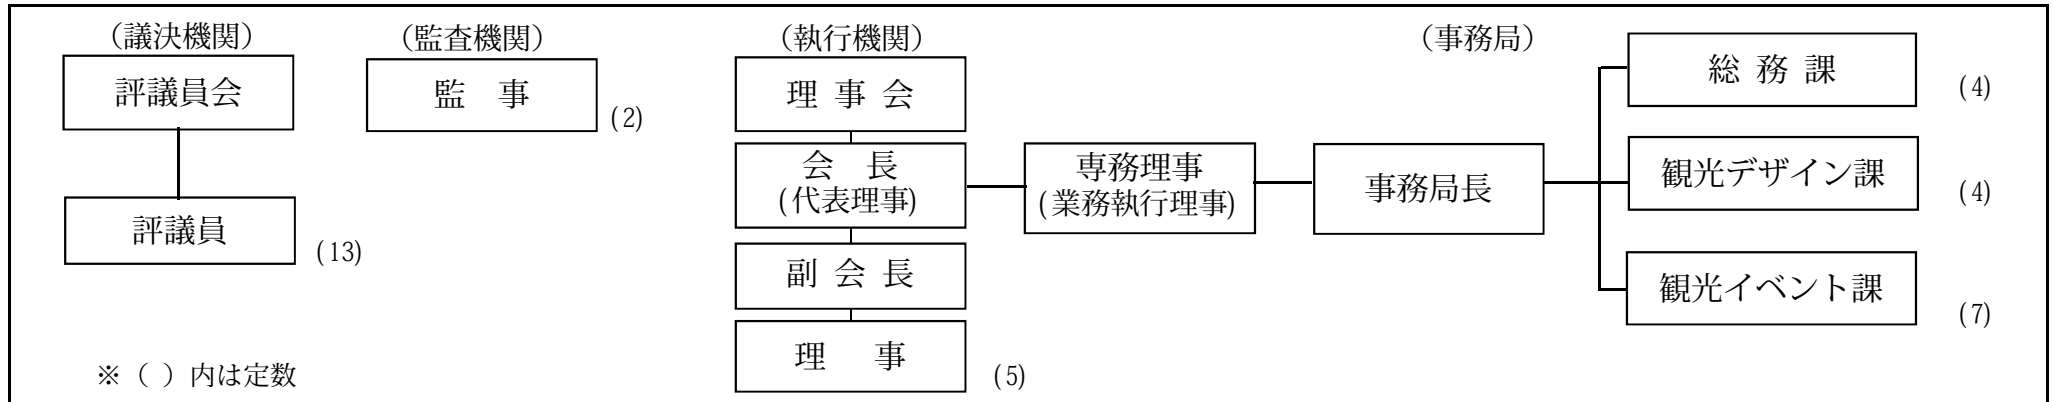 （議決機関）
評議員会
評議員
(13)
（監査機関）
監　事
(2)
（執行機関）
理 事 会
会　長
(代表理事)
副 会 長
理　事
(5)
専務理事
(業務執行理事)
（事務局）
事務局長
総 務 課
(4)
観光デザイン課
(4)
観光イベント課
(7)
※（ ）内は定数